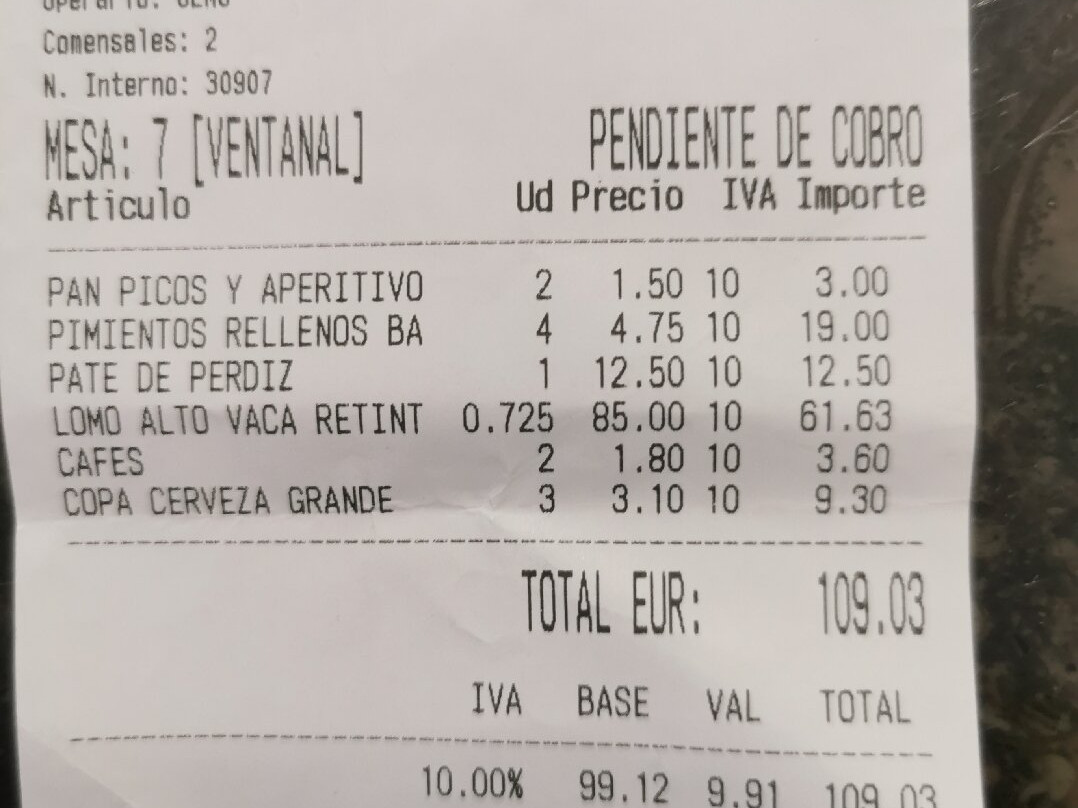 Comensales: 2
N. Interno: 30907
MESA: 7 [VENTANAL] PENDIENTE DE COBRO
Articulo Ud Precio IVA Importe
PAN PICOS Y APERITIVO 2 1.50 10 3.00
PIMIENTOS RELLENOS BA 4 4.75 10 19.00
PATE DE PERDIZ 1 12.50 10 12.50
LOMO ALTO VACA RETINT 0.725 85.00 10 61.63
CAFES 2 1.80 10 3.60
COPA CERVEZA GRANDE 3 3.10 10 9.30
TOTAL EUR: 109.03
IVA BASE VAL TOTAL
10.00% 99.12 9.91 109.03